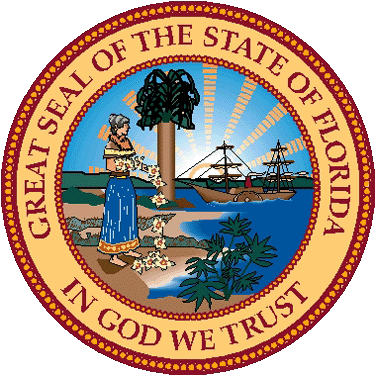 GREAT SEAL OF THE STATE OF FLORIDA
IN GOD WE TRUST